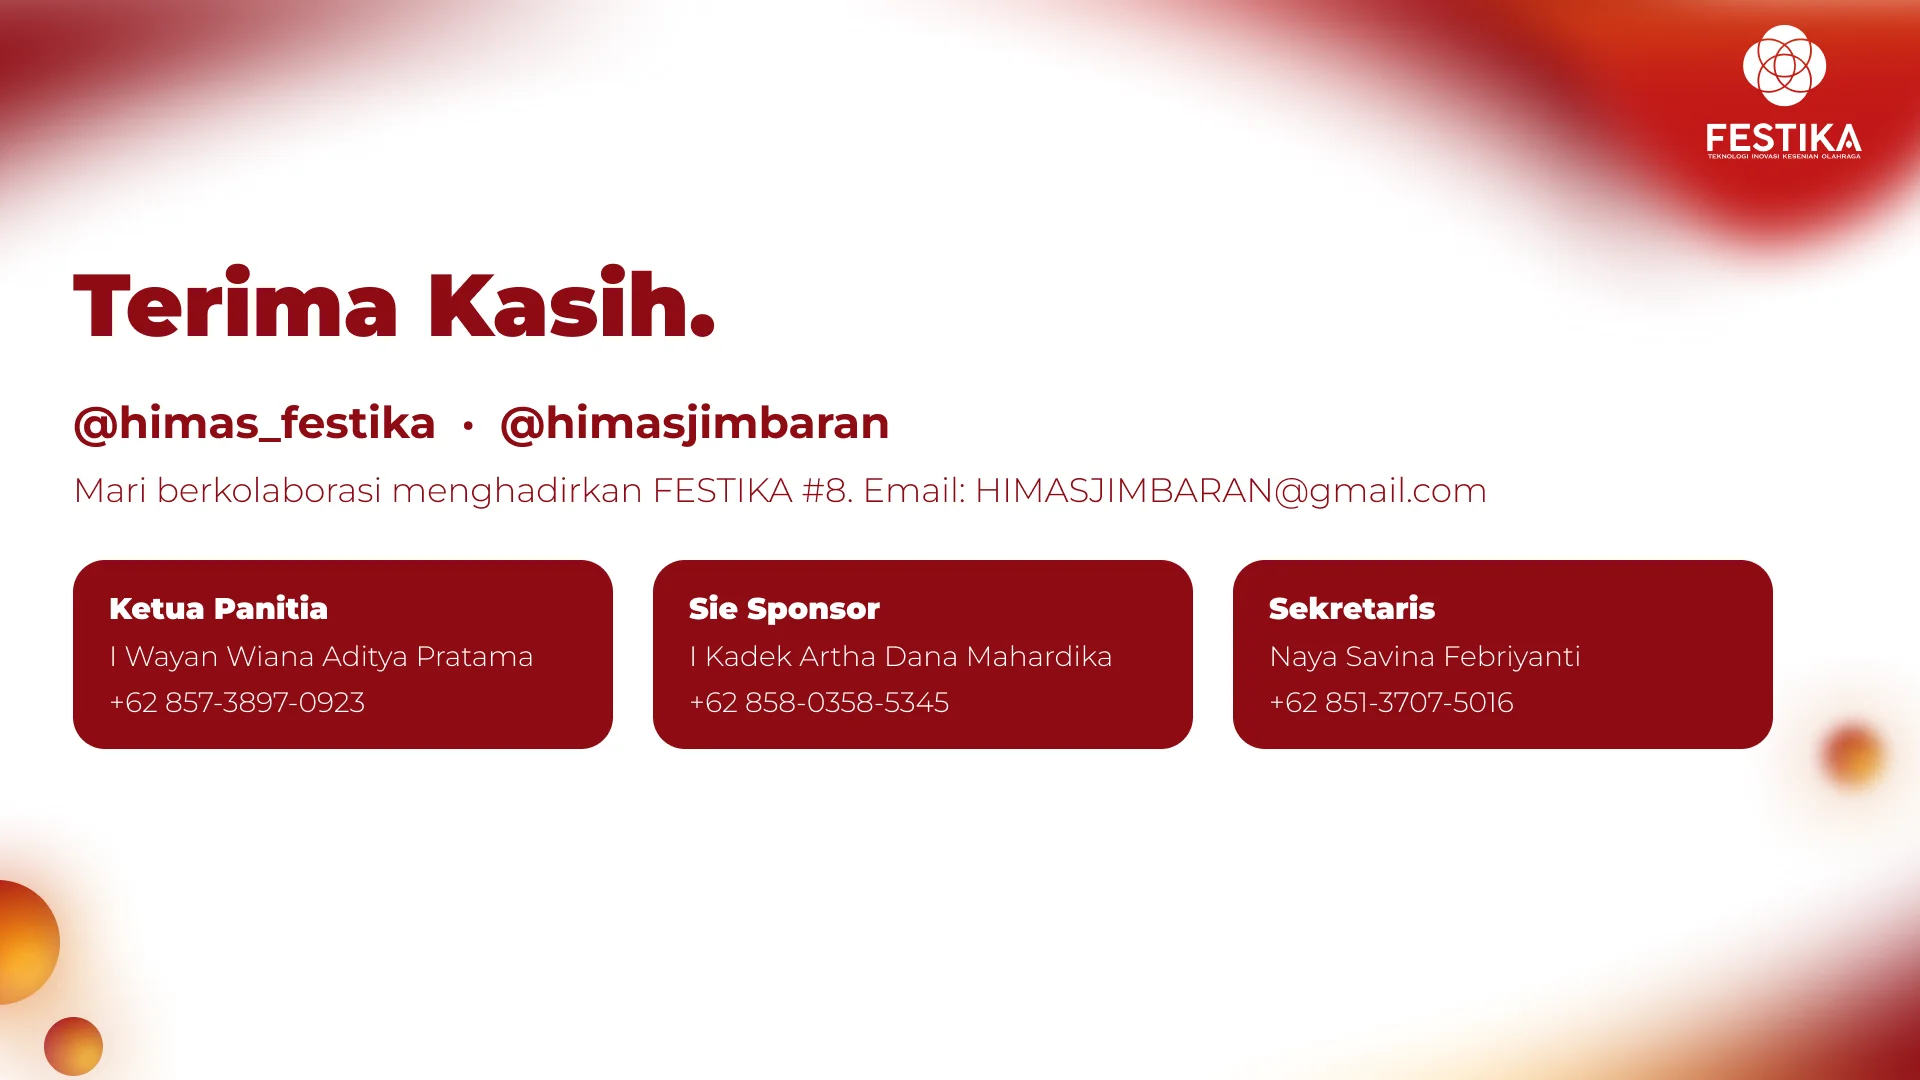 FESTIKA
TEKNOLOGI INOVASI KESENIAN OLAHRAGA
Terima Kasih.
@himas_festika · @himasjimbaran
Mari berkolaborasi menghadirkan FESTIKA #8. Email: HIMASJIMBARAN@gmail.com
Ketua Panitia
I Wayan Wiana Aditya Pratama
+62 857-3897-0923
Sie Sponsor
I Kadek Artha Dana Mahardika
+62 858-0358-5345
Sekretaris
Naya Savina Febriyanti
+62 851-3707-5016